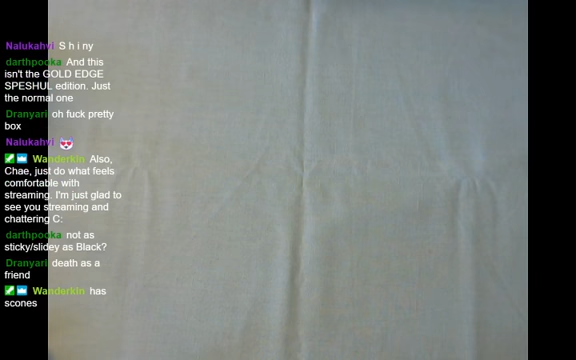 Nalukahvi S h i ny
darthpooka And this
isn't the GOLD EDGE
SPESHUL edition. Just
the normal one
Dranyari oh fuck pretty
box
Nalukahvi
Wanderkin Also,
Chae, just do what feels
comfortable with
streaming. I'm just glad to
see you streaming and
chattering C:
darthpooka not as
sticky/slidey as Black?
Dranyari death as a
friend
Wanderkin has
scones